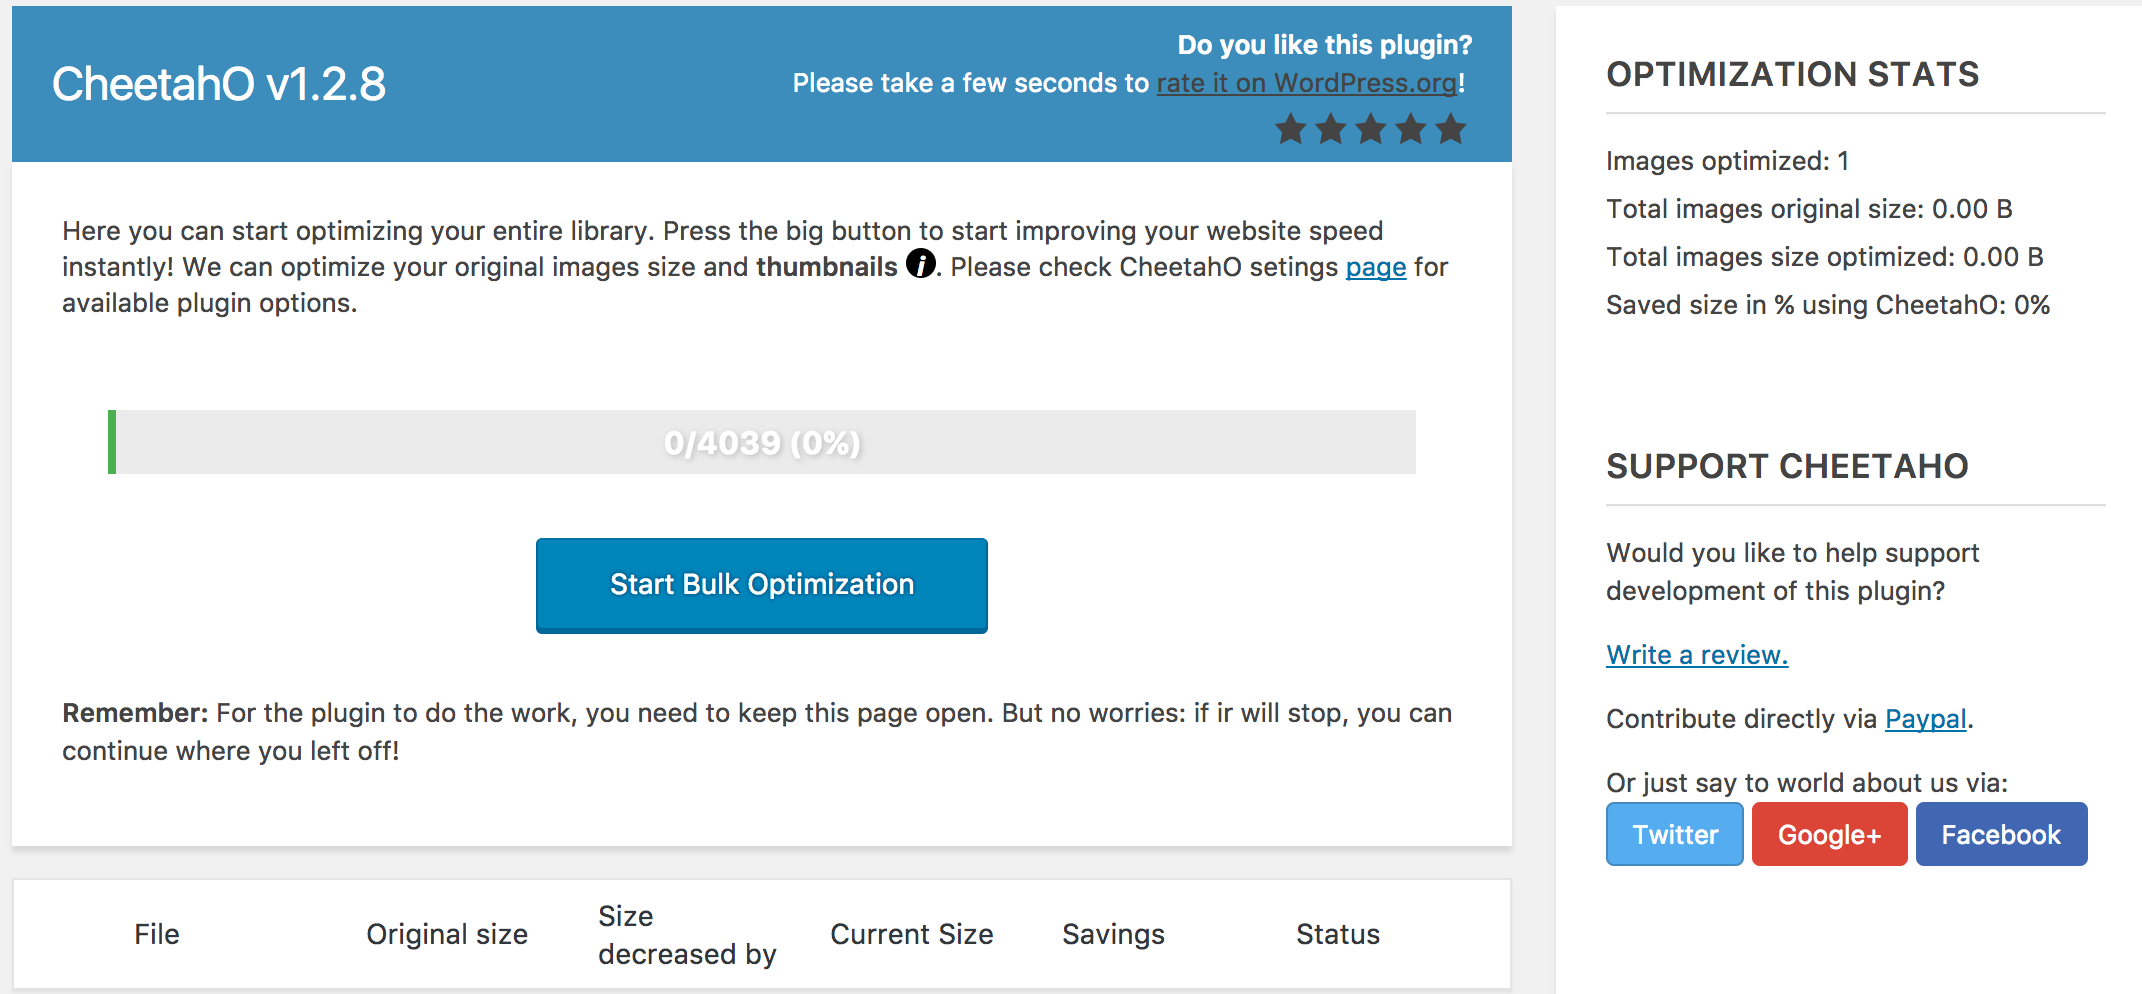 CheetahO v1.2.8
Do you like this plugin?
Please take a few seconds to rate it on WordPress.org!
Here you can start optimizing your entire library. Press the big button to start improving your website speed
instantly! We can optimize your original images size and thumbnails i. Please check CheetahO setings page for
available plugin options.
0/4039 (0%)
Start Bulk Optimization
Remember: For the plugin to do the work, you need to keep this page open. But no worries: if ir will stop, you can
continue where you left off!
File
Original size
Size
decreased by
Current Size
Savings
Status
OPTIMIZATION STATS
Images optimized: 1
Total images original size: 0.00 B
Total images size optimized: 0.00 B
Saved size in % using CheetahO: 0%
SUPPORT CHEETAHO
Would you like to help support
development of this plugin?
Write a review.
Contribute directly via Paypal.
Or just say to world about us via:
Twitter
Google+
Facebook